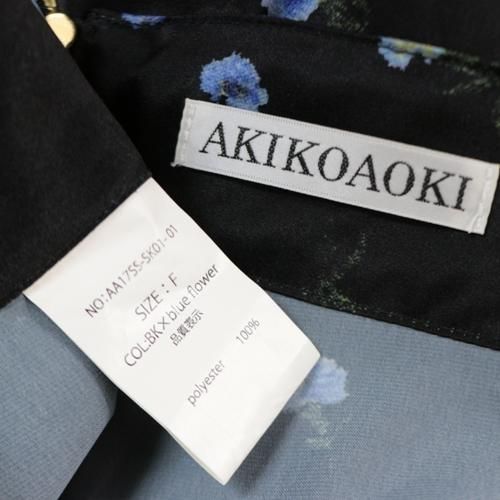 AKIKOAOKI
NO:AA17SS-SK01-01
SIZE:F
COL:BK×blue flower
品質表示
polyester 100%